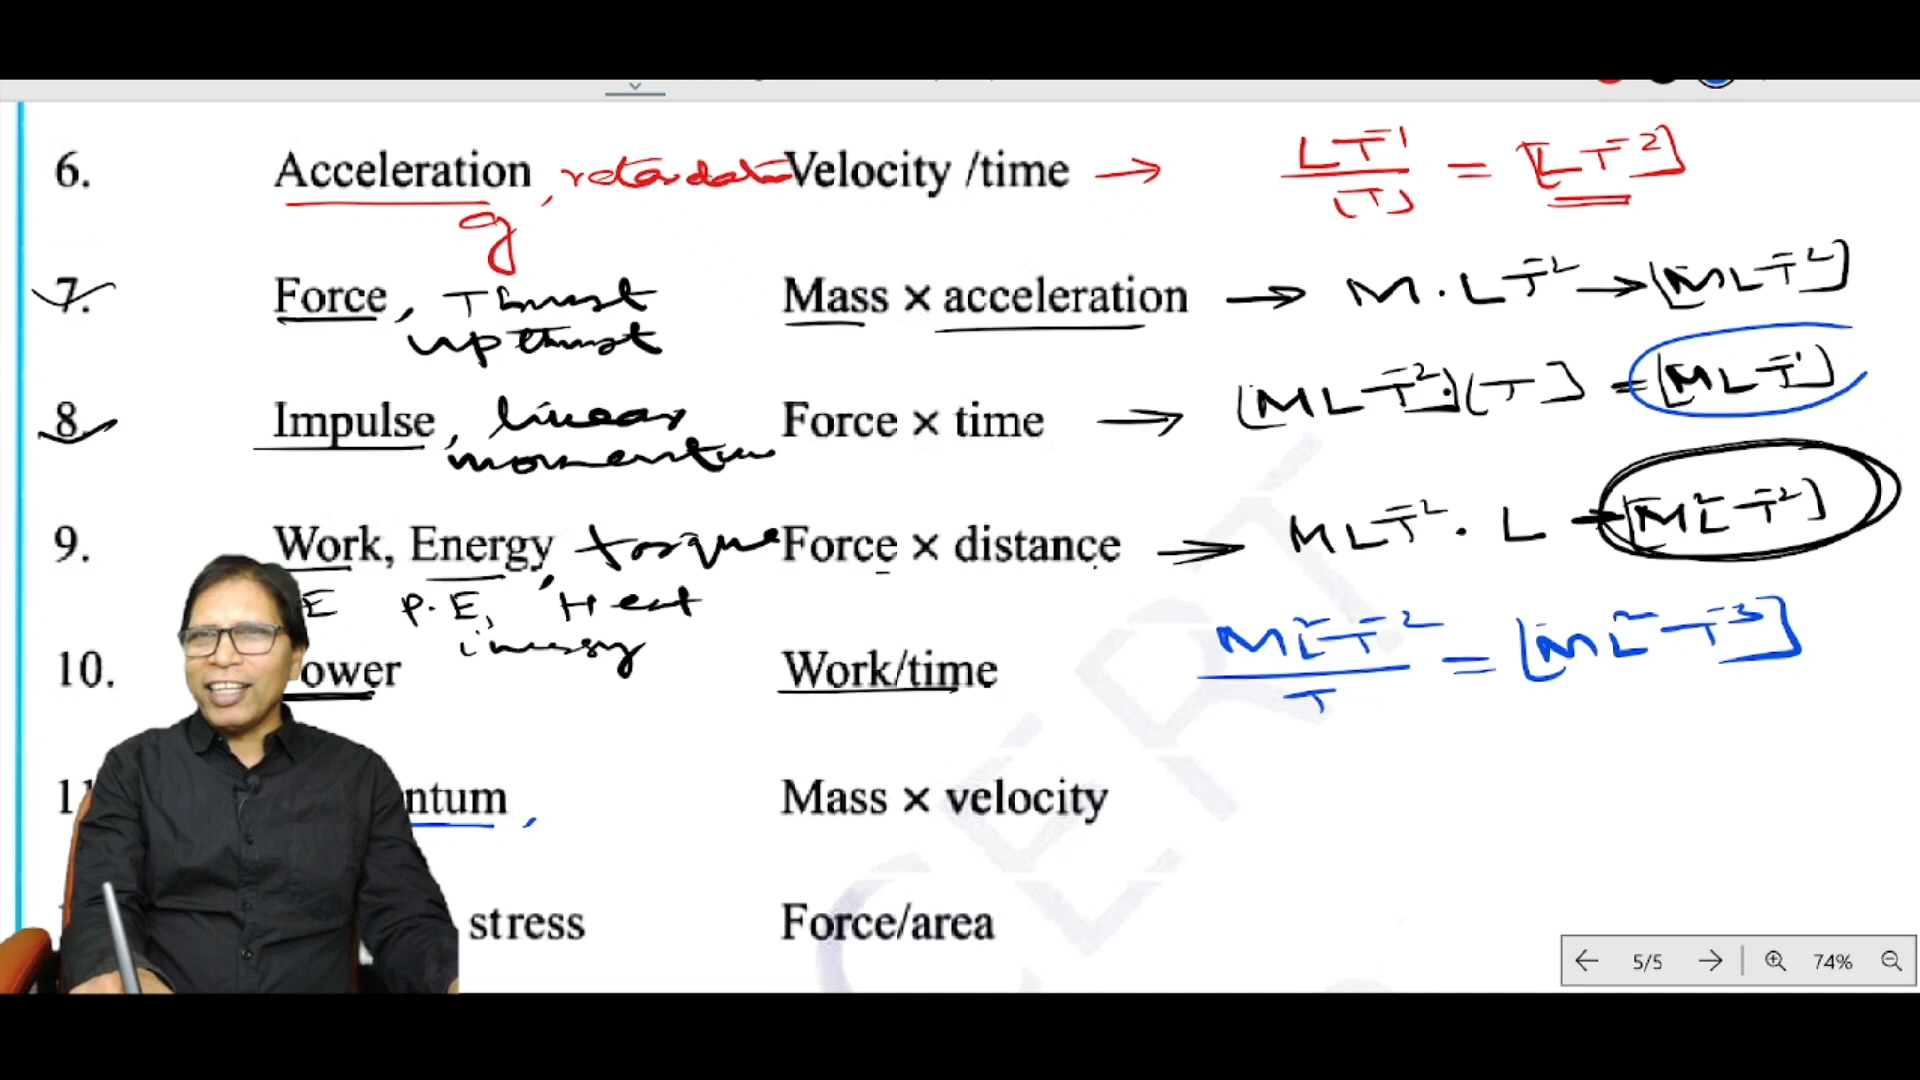 6. Acceleration, retardation Velocity /time → LT⁻¹ / [T] = [LT⁻²]
g
7. Force, Thrust Mass × acceleration → M . LT⁻² → [MLT⁻²]
upthrust
8. Impulse, linear Force × time → [MLT⁻²][T] = [MLT⁻¹]
momentum
9. Work, Energy, torque Force × distance → MLT⁻² . L → [ML²T⁻²]
E P.E, Heat
energy
10. ower Work/time ML²T⁻² / T = [ML²T⁻³]
11 ntum, Mass × velocity
stress Force/area
CERT
5/5 74%